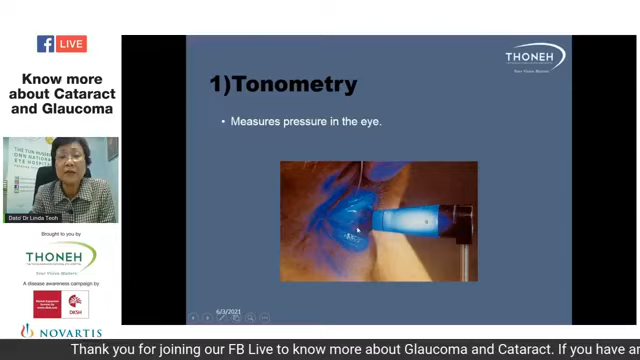 LIVE
Know more
about Cataract
and Glaucoma
Dato Dr Linda Teoh
Brought to you by
THONEH
Your Vision Matters
A disease awareness campaign by
DKSH
NOVARTIS
THONEH
Your Vision Matters
1)Tonometry
• Measures pressure in the eye.
6/3/2021
Thank you for joining our FB Live to know more about Glaucoma and Cataract. If you have an